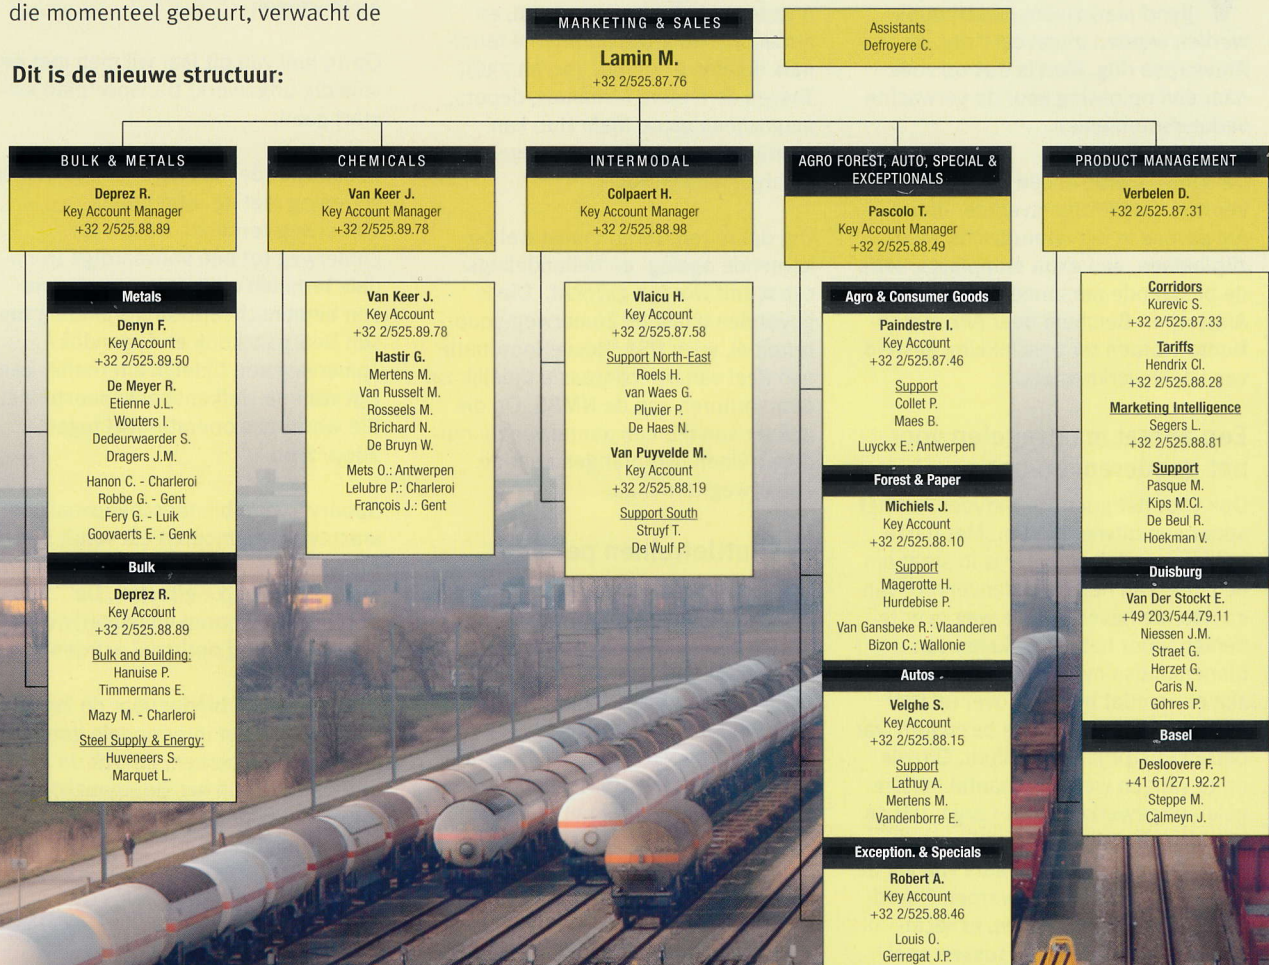 die momenteel gebeurt, verwacht de
Dit is de nieuwe structuur:
MARKETING & SALES
Lamin M.
+32 2/525.87.76
Assistants
Defroyere C.
BULK & METALS
Deprez R.
Key Account Manager
+32 2/525.88.89
Metals
Denyn F.
Key Account
+32 2/525.89.50
De Meyer R.
Etienne J.L.
Wouters I.
Dedeurwaerder S.
Dragers J.M.
Hanon C. - Charleroi
Robbe G. - Gent
Fery G. - Luik
Goovaerts E. - Genk
Bulk
Deprez R.
Key Account
+32 2/525.88.89
Bulk and Building:
Hanuise P.
Timmermans E.
Mazy M. - Charleroi
Steel Supply & Energy:
Huveneers S.
Marquet L.
CHEMICALS
Van Keer J.
Key Account Manager
+32 2/525.89.78
Van Keer J.
Key Account
+32 2/525.89.78
Hastir G.
Mertens M.
Van Russelt M.
Rosseels M.
Brichard N.
De Bruyn W.
Mets O.: Antwerpen
Lelubre P.: Charleroi
François J.: Gent
INTERMODAL
Colpaert H.
Key Account Manager
+32 2/525.88.98
Vlaicu H.
Key Account
+32 2/525.87.58
Support North-East
Roels H.
van Waes G.
Pluvier P.
De Haes N.
Van Puyvelde M.
Key Account
+32 2/525.88.19
Support South
Struyf T.
De Wulf P.
AGRO FOREST, AUTO, SPECIAL &
EXCEPTIONALS
Pascolo T.
Key Account Manager
+32 2/525.88.49
Agro & Consumer Goods
Paindestre I.
Key Account
+32 2/525.87.46
Support
Collet P.
Maes B.
Luyckx E.: Antwerpen
Forest & Paper
Michiels J.
Key Account
+32 2/525.88.10
Support
Magerotte H.
Hurdebise P.
Van Gansbeke R.: Vlaanderen
Bizon C.: Wallonie
Autos
Velghe S.
Key Account
+32 2/525.88.15
Support
Lathuy A.
Mertens M.
Vandenborre E.
Exception. & Specials
Robert A.
Key Account
+32 2/525.88.46
Louis O.
Gerregat J.P.
PRODUCT MANAGEMENT
Verbelen D.
+32 2/525.87.31
Corridors
Kurevic S.
+32 2/525.87.33
Tariffs
Hendrix Cl.
+32 2/525.88.28
Marketing Intelligence
Segers L.
+32 2/525.88.81
Support
Pasque M.
Kips M.Cl.
De Beul R.
Hoekman V.
Duisburg
Van Der Stockt E.
+49 203/544.79.11
Niessen J.M.
Straet G.
Herzet G.
Caris N.
Gohres P.
Basel
Desloovere F.
+41 61/271.92.21
Steppe M.
Calmeyn J.